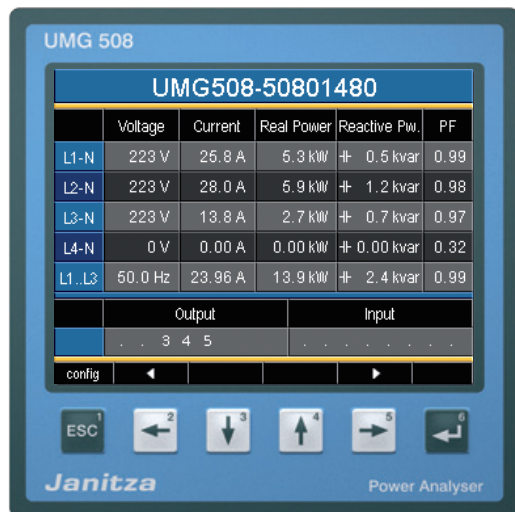 UMG 508
UMG508-50801480
Voltage Current Real Power Reactive Pw. PF
L1-N 223 V 25.8 A 5.3 kW ⊣⊢ 0.5 kvar 0.99
L2-N 223 V 28.0 A 5.9 kW ⊣⊢ 1.2 kvar 0.98
L3-N 223 V 13.8 A 2.7 kW ⊣⊢ 0.7 kvar 0.97
L4-N 0 V 0.00 A 0.00 kW ⊣⊢ 0.00 kvar 0.32
L1..L3 50.0 Hz 23.96 A 13.9 kW ⊣⊢ 2.4 kvar 0.99
Output Input
. . 3 4 5 . . . . . . . .
config ◄ ►
ESC 1 ← 2 ↓ 3 ↑ 4 → 5 ↵ 6
Janitza Power Analyser